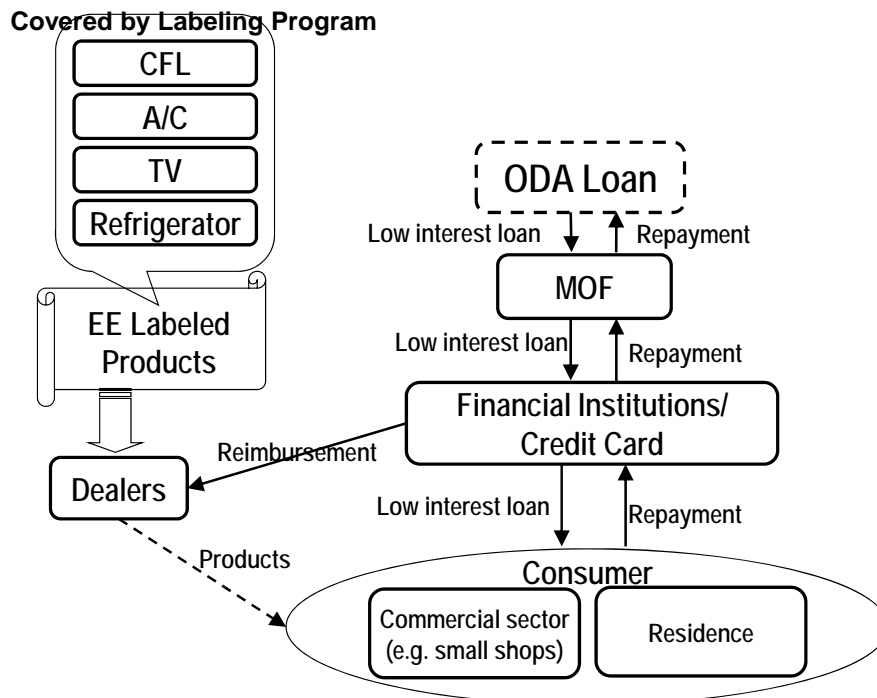 Covered by Labeling Program
CFL
A/C
TV
Refrigerator
EE Labeled
Products
ODA Loan
Low interest loan
Repayment
MOF
Low interest loan
Repayment
Financial Institutions/
Credit Card
Reimbursement
Dealers
Low interest loan
Repayment
Products
Consumer
Commercial sector
(e.g. small shops)
Residence